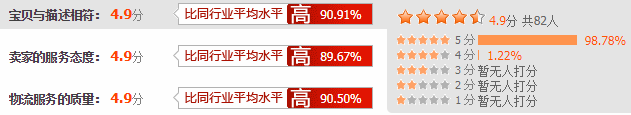 宝贝与描述相符: 4.9分 比同行业平均水平 高 90.91%
卖家的服务态度: 4.9分 比同行业平均水平 高 89.67%
物流服务的质量: 4.9分 比同行业平均水平 高 90.50%
4.9分 共82人
5分 98.78%
4分 1.22%
3分 暂无人打分
2分 暂无人打分
1分 暂无人打分